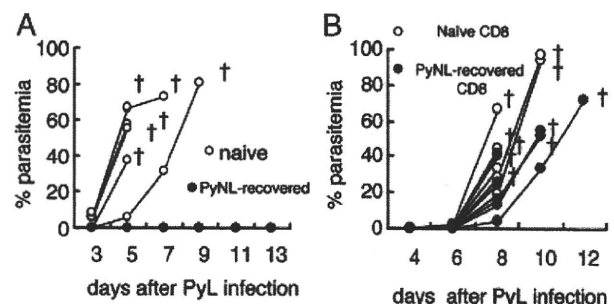 A
% parasitemia
100
80
60
40
20
0
† † †
† †
†
naive
PyNL-recovered
3 5 7 9 11 13
days after PyL infection
B
% parasitemia
100
80
60
40
20
0
Naïve CD8
PyNL-recovered
CD8
†
†
† †
† † †
† †
†
4 6 8 10 12
days after PyL infection